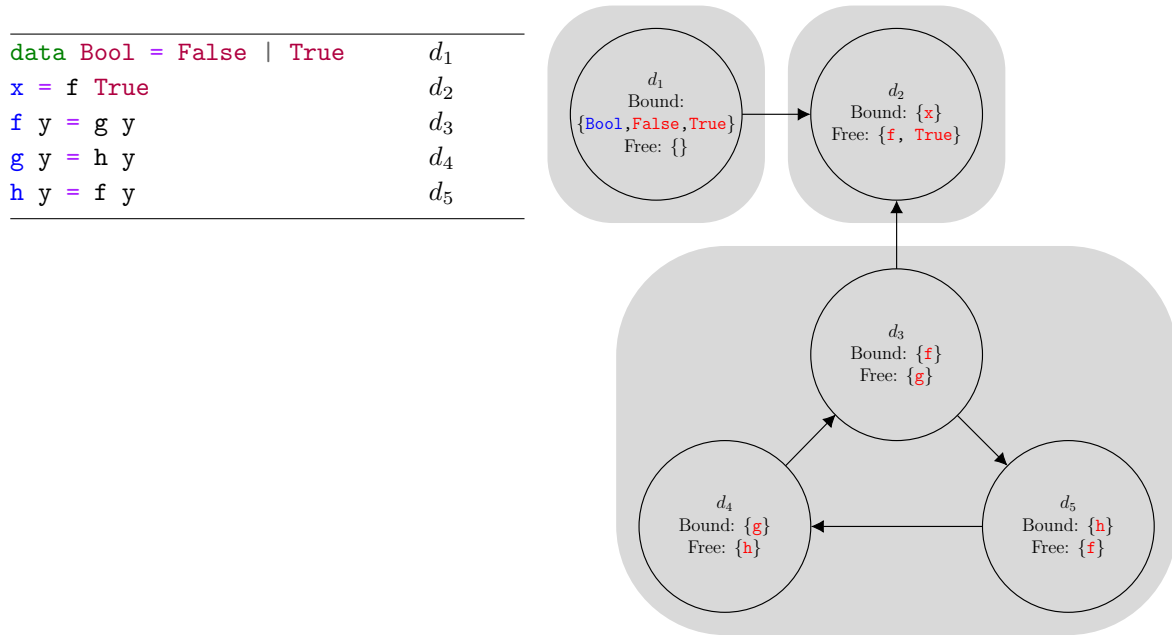 data Bool = False | True d₁
x = f True d₂
f y = g y d₃
g y = h y d₄
h y = f y d₅
d₁
Bound:
{Bool,False,True}
Free: {}
d₂
Bound: {x}
Free: {f, True}
d₃
Bound: {f}
Free: {g}
d₄
Bound: {g}
Free: {h}
d₅
Bound: {h}
Free: {f}